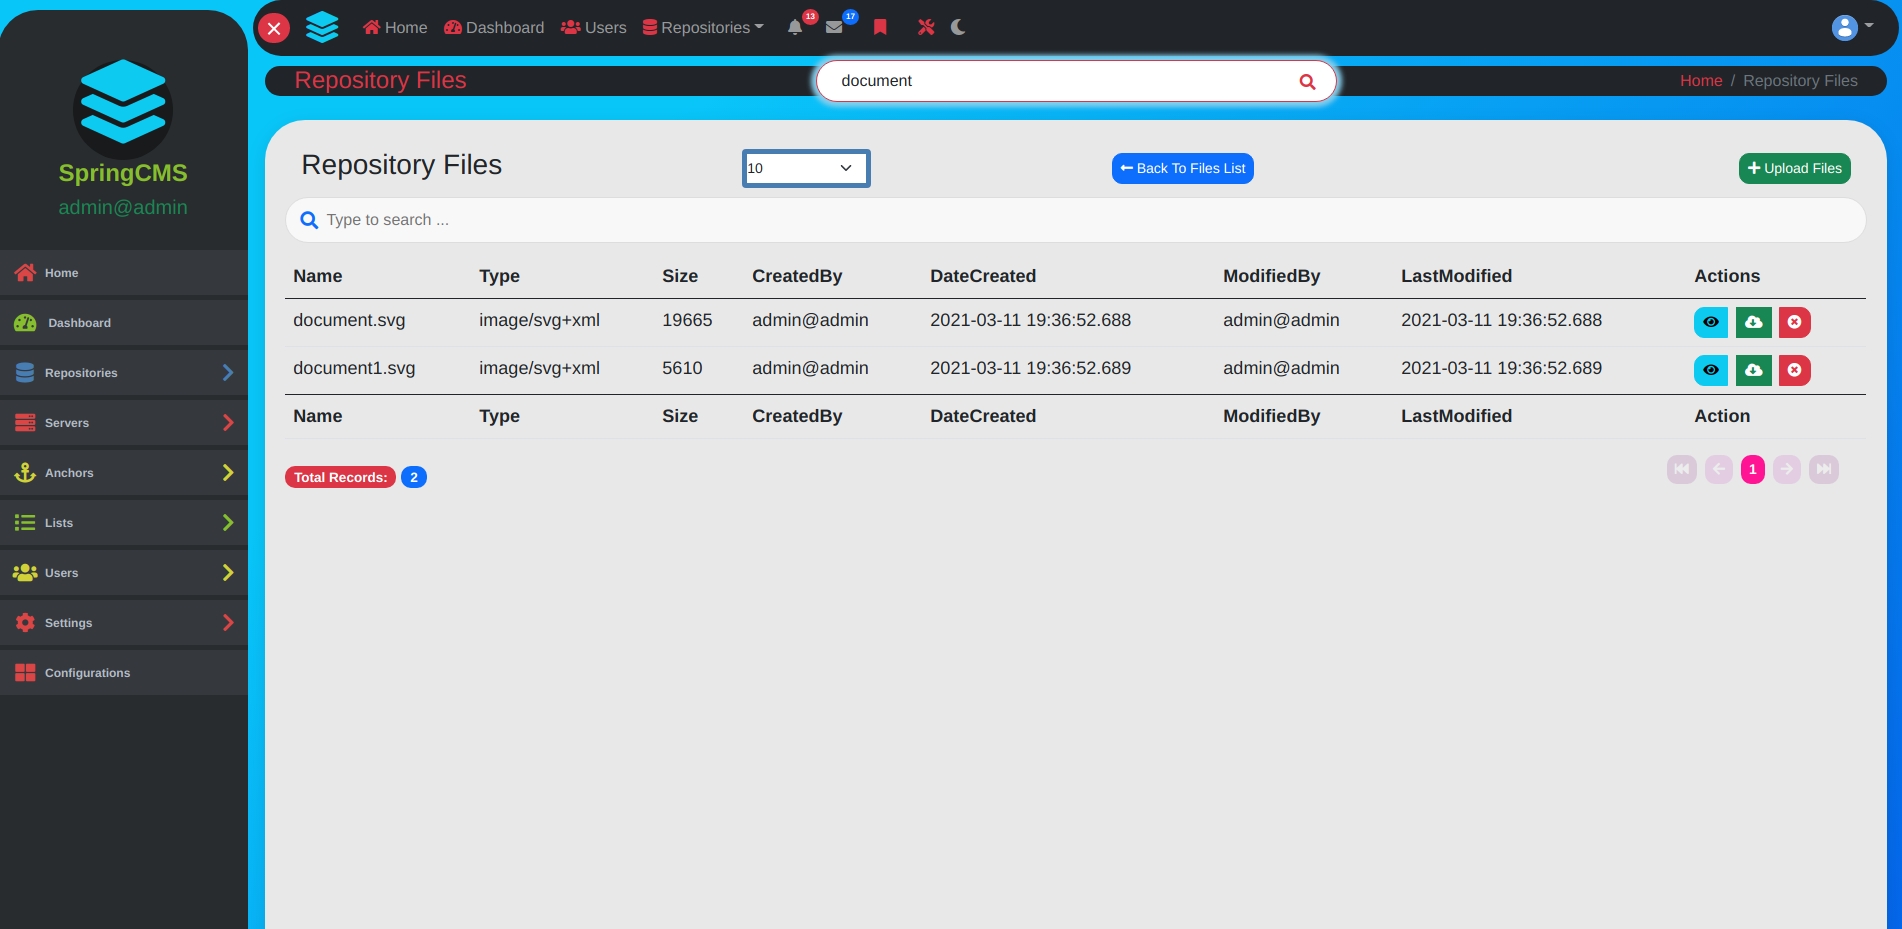 Home
Dashboard
Users
Repositories
13
17
Repository Files
document
Home / Repository Files
SpringCMS
admin@admin
Home
Dashboard
Repositories
Servers
Anchors
Lists
Users
Settings
Configurations
Repository Files
10
Back To Files List
Upload Files
Type to search ...
Name Type Size CreatedBy DateCreated ModifiedBy LastModified Actions
document.svg image/svg+xml 19665 admin@admin 2021-03-11 19:36:52.688 admin@admin 2021-03-11 19:36:52.688
document1.svg image/svg+xml 5610 admin@admin 2021-03-11 19:36:52.689 admin@admin 2021-03-11 19:36:52.689
Name Type Size CreatedBy DateCreated ModifiedBy LastModified Action
Total Records: 2
1